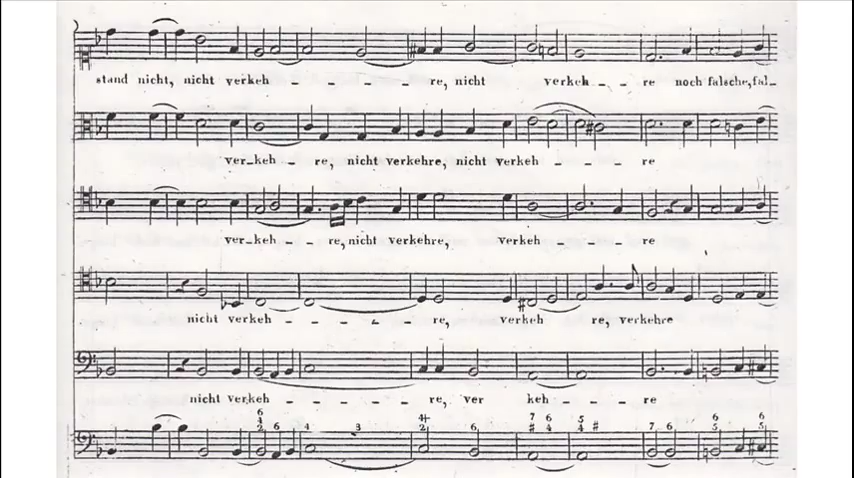 stand nicht, nicht verkeh - - - - re, nicht verkeh - - re noch falsche, fal-
ver-keh - - re, nicht verkehre, nicht verkeh - - - re
ver-keh - - - re, nicht verkehre, verkeh - - - re
nicht verkeh - - - - re, verkeh re, verkehre
nicht verkeh - - - - re, ver keh - - re